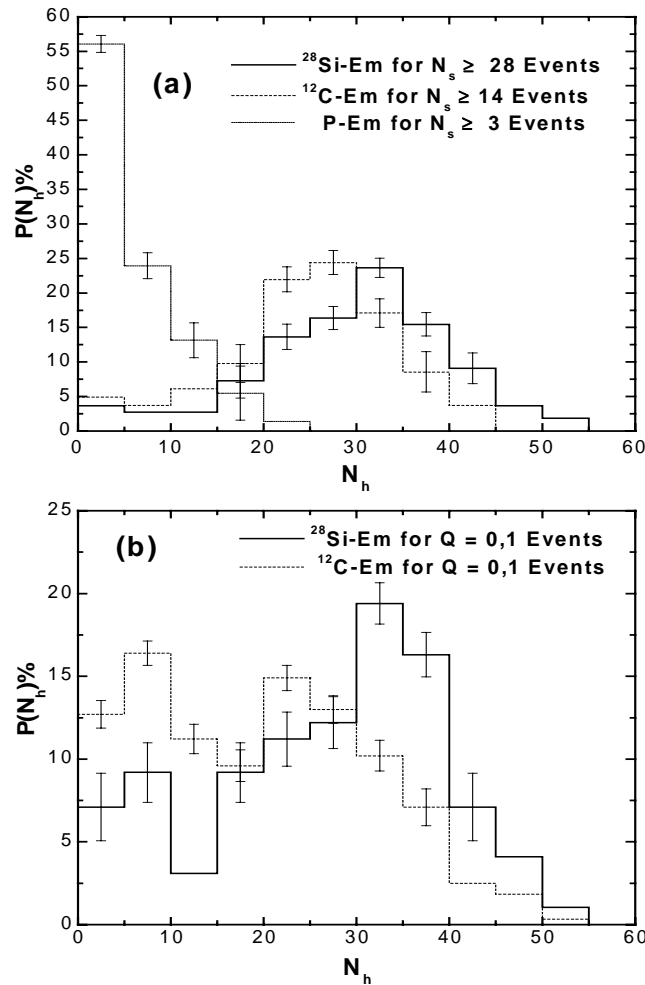 60
55
50
45
40
35
30
25
20
15
10
5
0
P(N_h)%
(a)
²⁸Si-Em for N_s ≥ 28 Events
¹²C-Em for N_s ≥ 14 Events
P-Em for N_s ≥ 3 Events
0 10 20 30 40 50 60
N_h
25
20
15
10
5
0
P(N_h)%
(b)
²⁸Si-Em for Q = 0,1 Events
¹²C-Em for Q = 0,1 Events
0 10 20 30 40 50 60
N_h